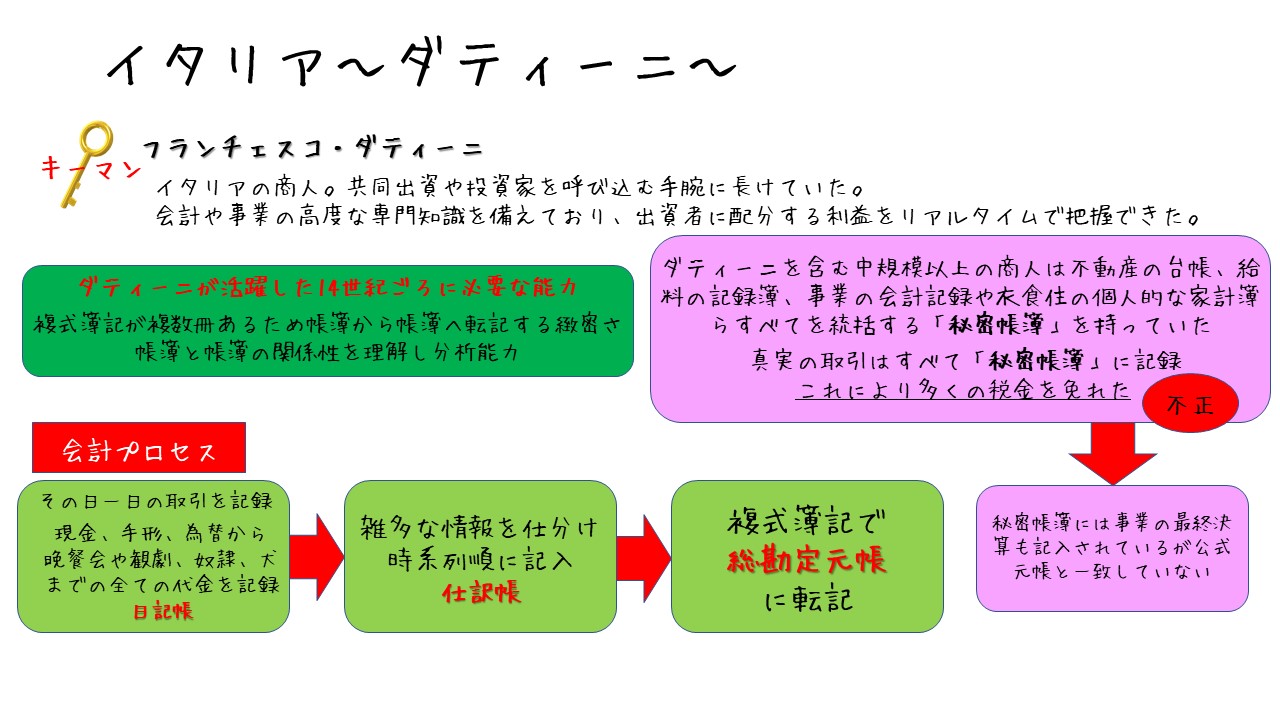 イタリア～ダティーニ～
キーマン
フランチェスコ・ダティーニ
イタリアの商人。共同出資や投資家を呼び込む手腕に長けていた。
会計や事業の高度な専門知識を備えており、出資者に配分する利益をリアルタイムで把握できた。
ダティーニが活躍した14世紀ごろに必要な能力
複式簿記が複数冊あるため帳簿から帳簿へ転記する緻密さ
帳簿と帳簿の関係性を理解し分析能力
ダティーニを含む中規模以上の商人は不動産の台帳、給
料の記録簿、事業の会計記録や衣食住の個人的な家計簿
らすべてを統括する「秘密帳簿」を持っていた
真実の取引はすべて「秘密帳簿」に記録
これにより多くの税金を免れた
不正
会計プロセス
その日一日の取引を記録
現金、手形、為替から
晩餐会や観劇、奴隷、犬
までの全ての代金を記録
日記帳
雑多な情報を仕分け
時系列順に記入
仕訳帳
複式簿記で
総勘定元帳
に転記
秘密帳簿には事業の最終決
算も記入されているが公式
元帳と一致していない